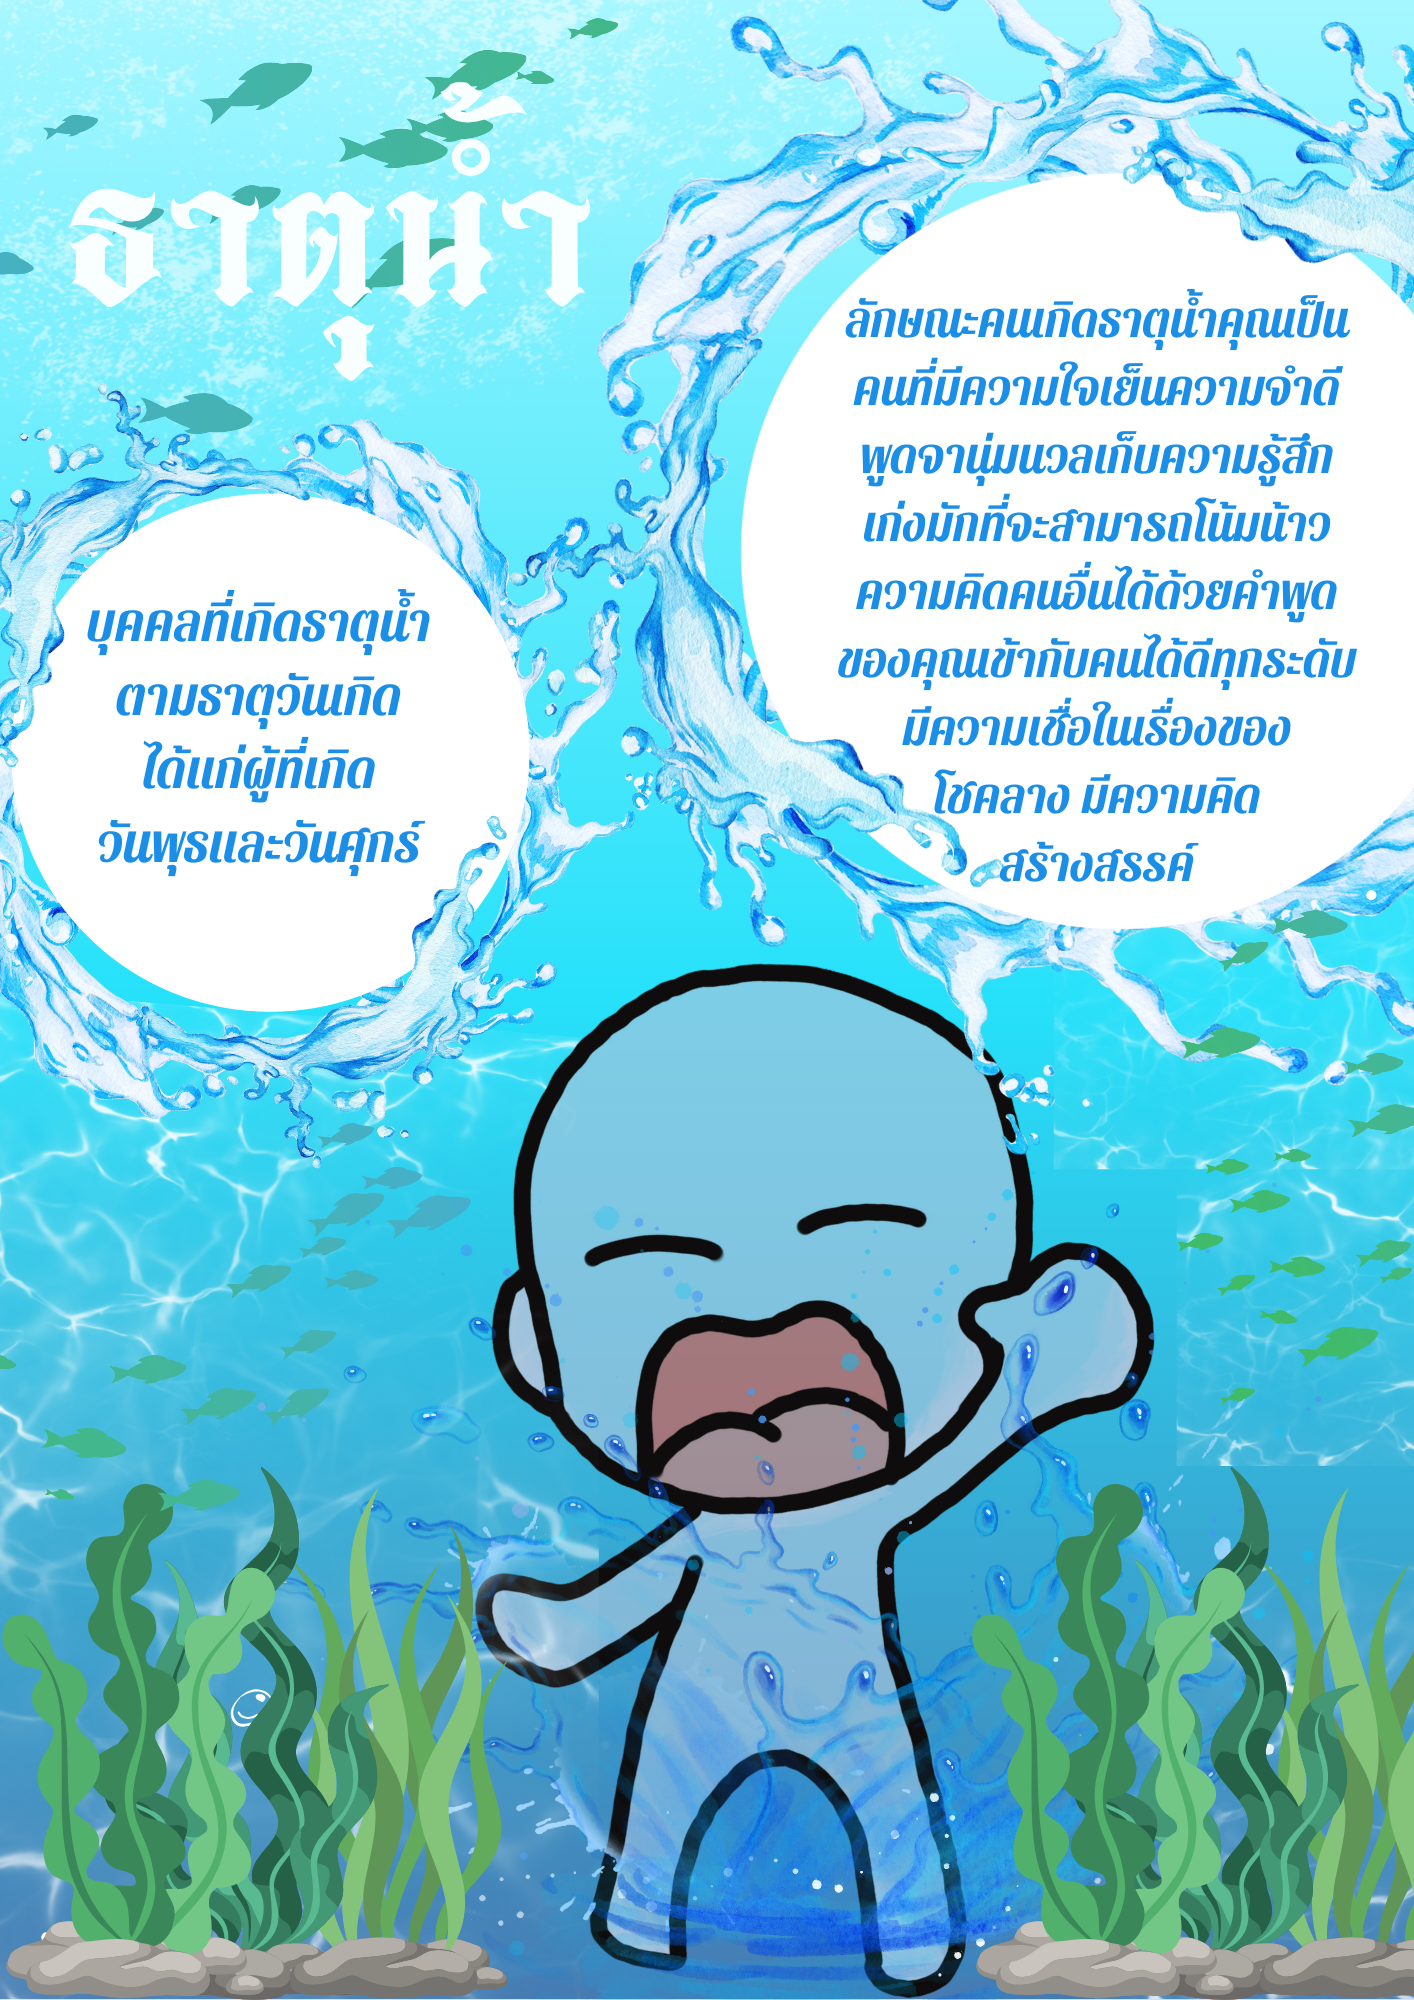 ธาตุน้ำ
ลักษณะคนเกิดธาตุน้ำคุณเป็น
คนที่มีความใจเย็นความจำดี
พูดจานุ่มนวลเก็บความรู้สึก
เก่งมักที่จะสามารถโน้มน้าว
ความคิดคนอื่นได้ด้วยคำพูด
ของคุณเข้ากับคนได้ดีทุกระดับ
มีความเชื่อในเรื่องของ
โชคลาง มีความคิด
สร้างสรรค์
บุคคลที่เกิดธาตุน้ำ
ตามธาตุวันเกิด
ได้แก่ผู้ที่เกิด
วันพุธและวันศุกร์